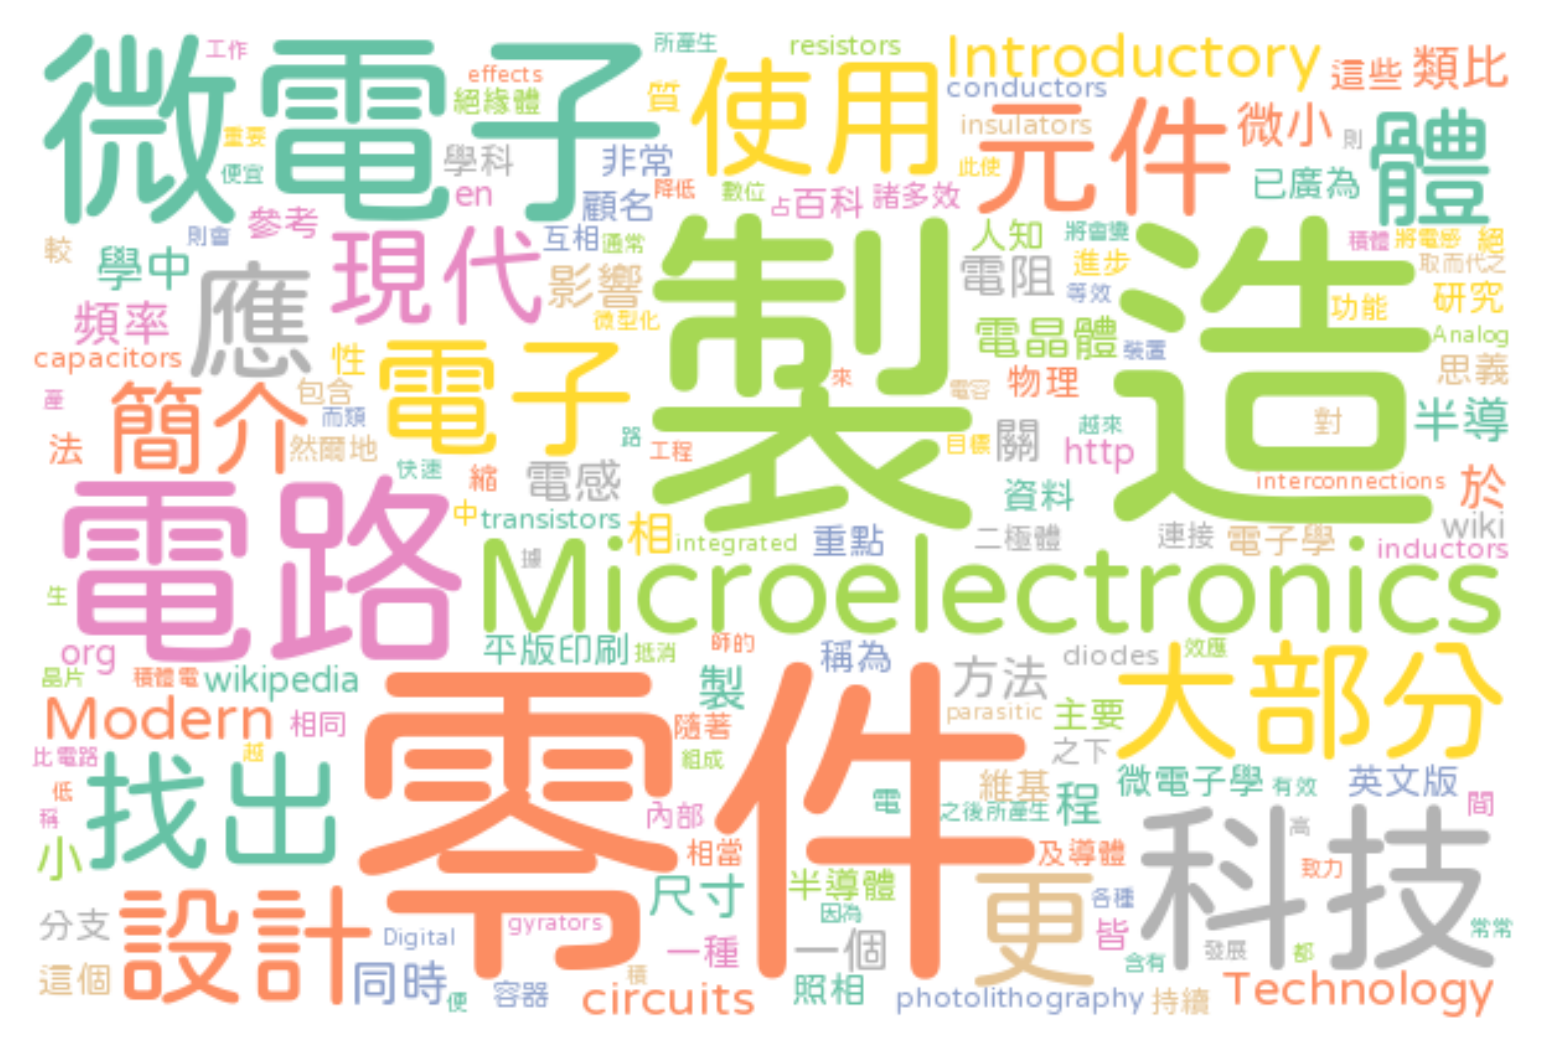 微電子
工作
所產生
resistors
Introductory
effects
絕緣體
質
使用
conductors
這些
類比
重要
便宜
學科
非常
insulators
元件
微小
則
體
此使
已廣為
en
顧名
降低
數位
占
百科
諸多效
參考
則會
較
學中
應
現代
互相
通常
影響
微型化
製造
人知
將會變
電阻
進步
等效
積體
將電感
絕
取而代之
功能
研究
頻率
capacitors
性
電子
電晶體
裝置
Analog
思義
產
簡介
包含
而類
然爾地
來
電容
物理
對
半導
法
路
工程
目標
關
越來
http
快速
縮
電感
interconnections
於
電路
中
transistors
相
integrated
資料
重點
二極體
連接
電子學
wiki
inductors
據
生
Microelectronics
org
平版印刷
抵消
師的
稱為
方法
diodes
效應
大部分
晶片
積體電
wikipedia
製
parasitic
主要
Modern
相同
零件
隨著
之下
比電路
越
組成
找出
低
稱
維基
微電子學
有效
英文版
內部
電
之後所產生
程
間
小
相當
及導體
科技
高
致力
設計
尺寸
半導體
更
各種
分支
Digital
gyrators
因為
皆
常常
一種
一個
含有
發展
都
這個
同時
便
容器
積
circuits
照相
photolithography
持續
Technology